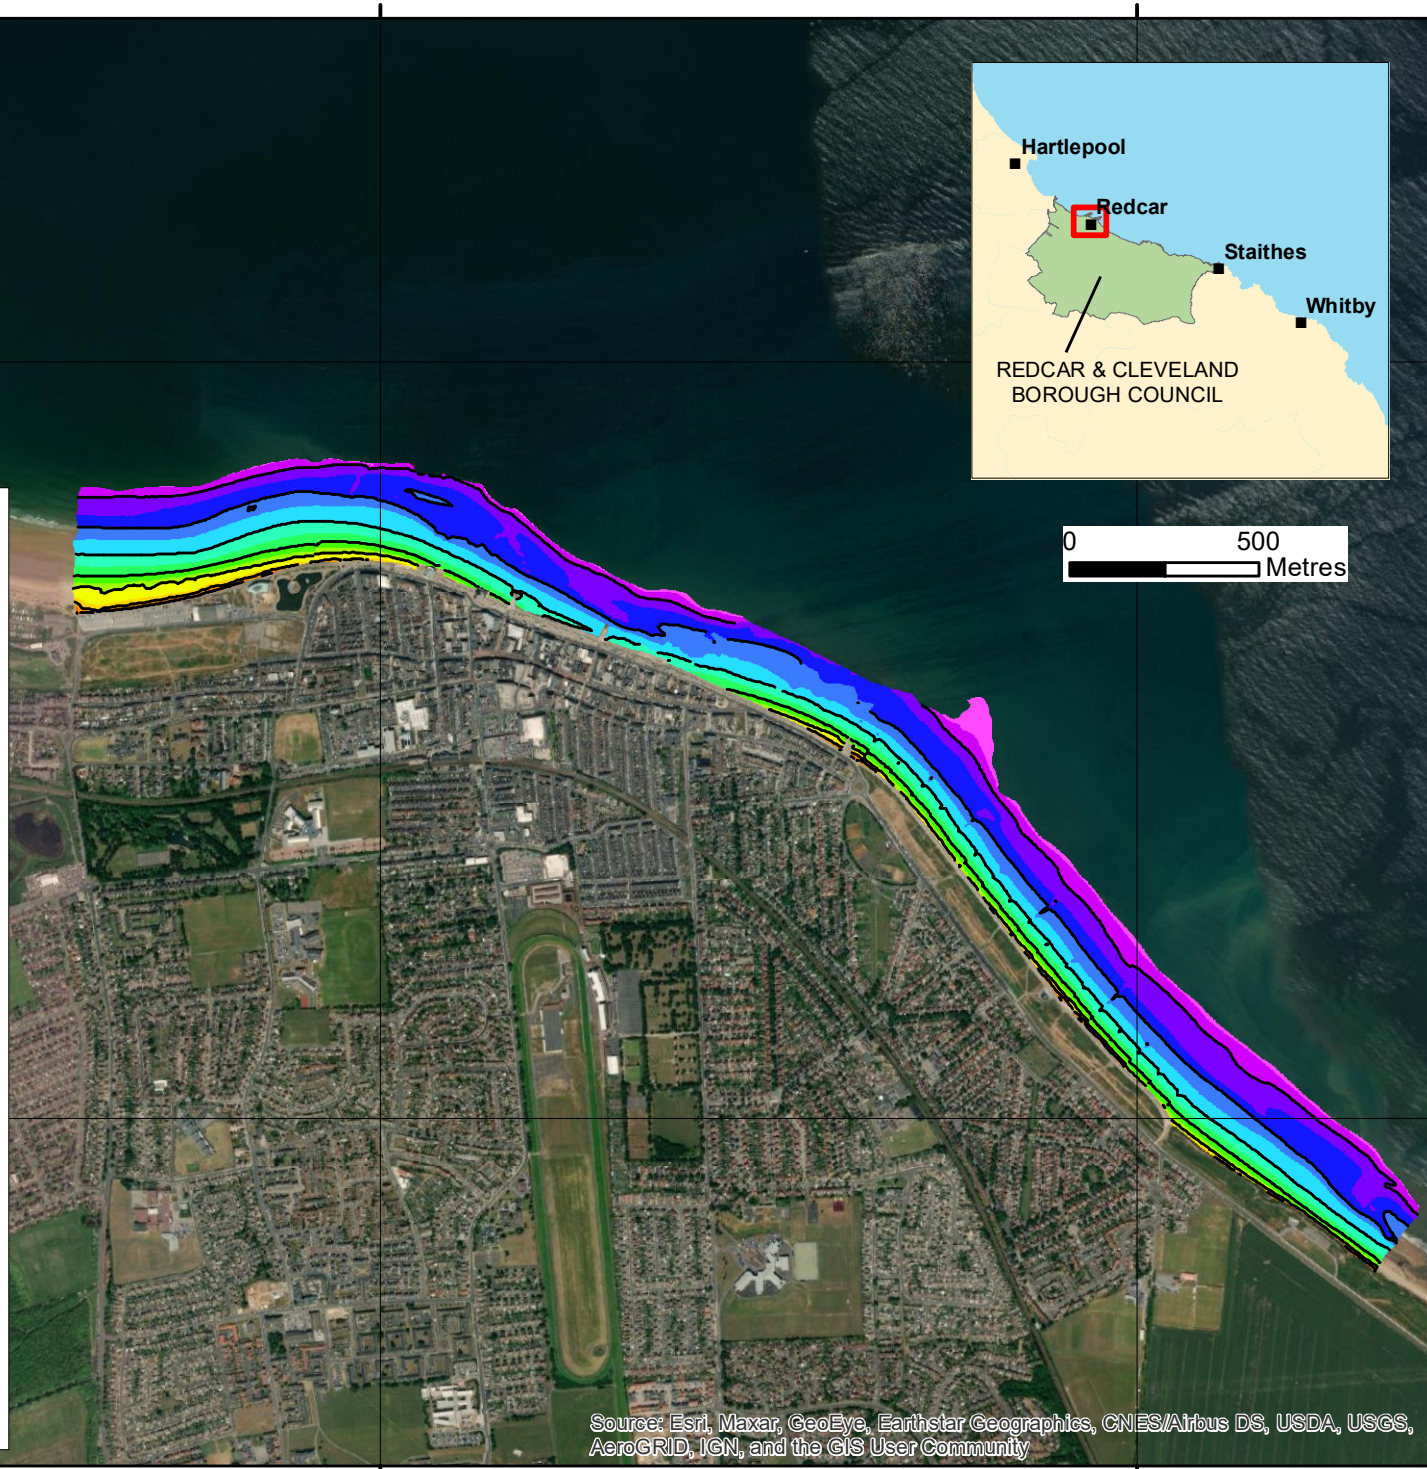 Hartlepool
Redcar
Staithes
Whitby
REDCAR & CLEVELAND
BOROUGH COUNCIL
0 500
Metres
Source: Esri, Maxar, GeoEye, Earthstar Geographics, CNES/Airbus DS, USDA, USGS,
AeroGRID, IGN, and the GIS User Community